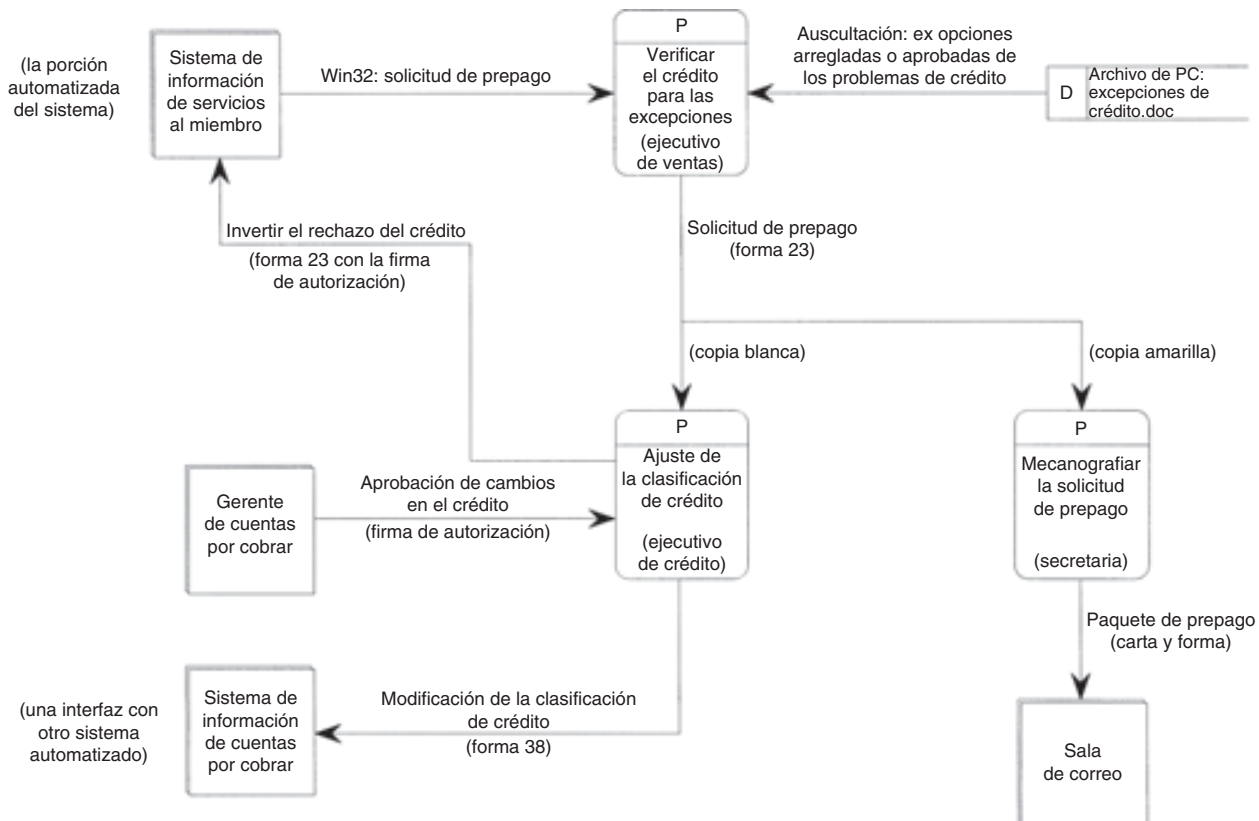 (la porción
automatizada
del sistema)
Sistema de
información
de servicios
al miembro
Win32: solicitud de prepago
P
Verificar
el crédito
para las
excepciones
(ejecutivo
de ventas)
Auscultación: ex opciones
arregladas o aprobadas de
los problemas de crédito
D
Archivo de PC:
excepciones de
crédito.doc
Invertir el rechazo del crédito
(forma 23 con la firma
de autorización)
Solicitud de prepago
(forma 23)
(copia blanca)
(copia amarilla)
Gerente
de cuentas
por cobrar
Aprobación de cambios
en el crédito
(firma de autorización)
P
Ajuste de
la clasificación
de crédito
(ejecutivo
de crédito)
P
Mecanografiar
la solicitud
de prepago
(secretaria)
Paquete de prepago
(carta y forma)
(una interfaz con
otro sistema
automatizado)
Sistema de
información
de cuentas
por cobrar
Modificación de la clasificación
de crédito
(forma 38)
Sala
de correo